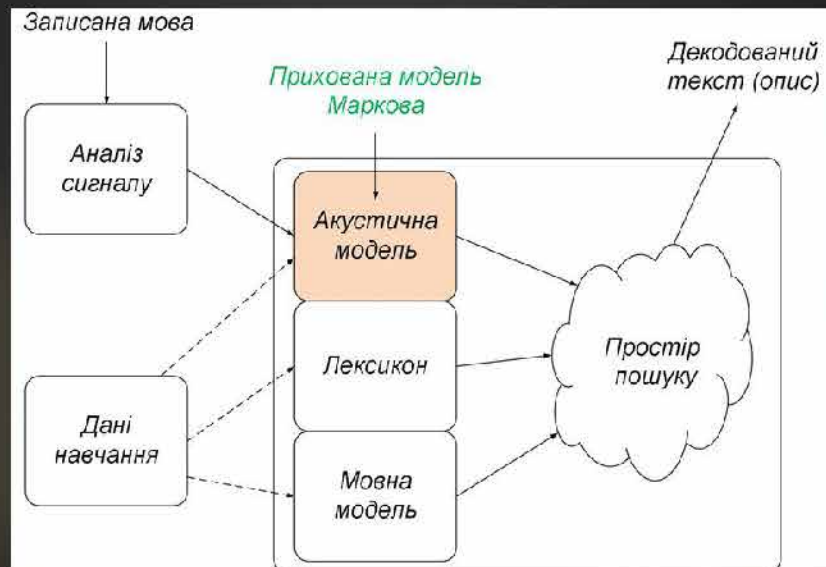 Записана мова
Декодований
текст (опис)
Прихована модель
Маркова
Аналіз
сигналу
Акустична
модель
Лексикон
Простір
пошуку
Дані
навчання
Мовна
модель